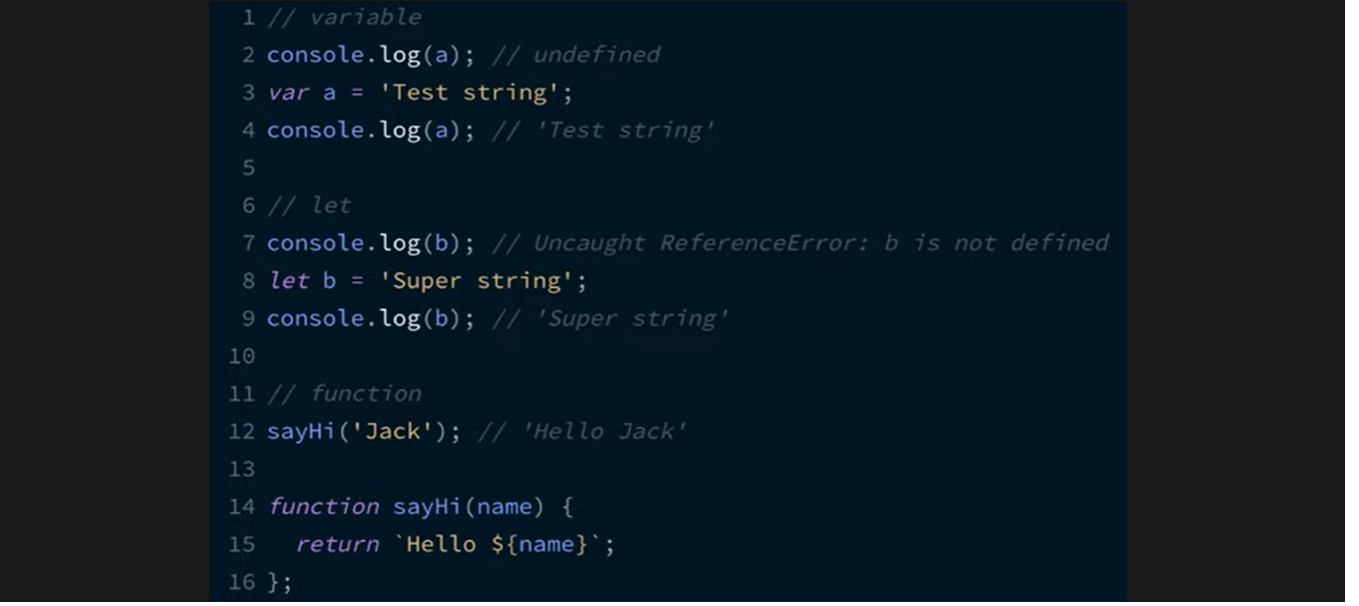 1 // variable
2 console.log(a); // undefined
3 var a = 'Test string';
4 console.log(a); // 'Test string'
5
6 // let
7 console.log(b); // Uncaught ReferenceError: b is not defined
8 let b = 'Super string';
9 console.log(b); // 'Super string'
10
11 // function
12 sayHi('Jack'); // 'Hello Jack'
13
14 function sayHi(name) {
15   return `Hello ${name}`;
16 };